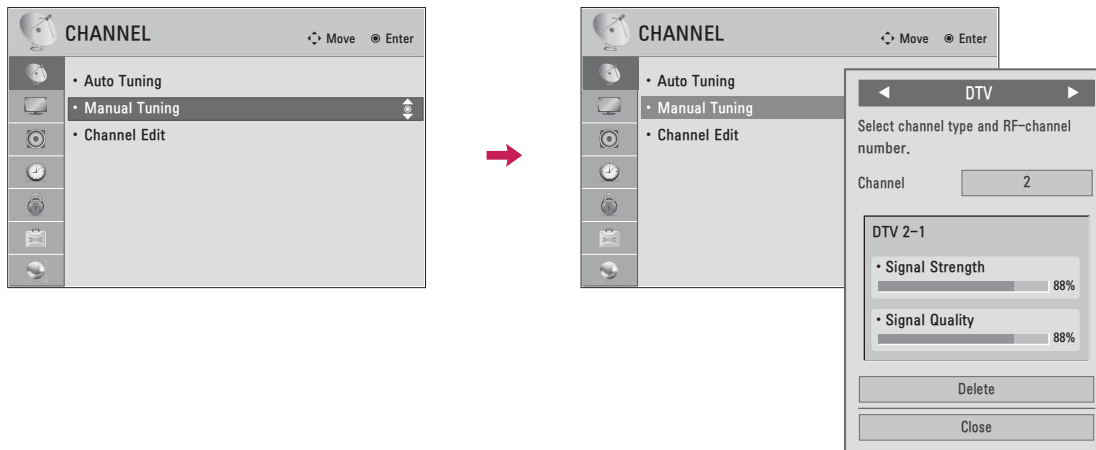 CHANNEL
Move Enter
• Auto Tuning
• Manual Tuning
• Channel Edit
CHANNEL
Move Enter
• Auto Tuning
• Manual Tuning
• Channel Edit
DTV
Select channel type and RF-channel
number.
Channel 2
DTV 2-1
• Signal Strength
88%
• Signal Quality
88%
Delete
Close